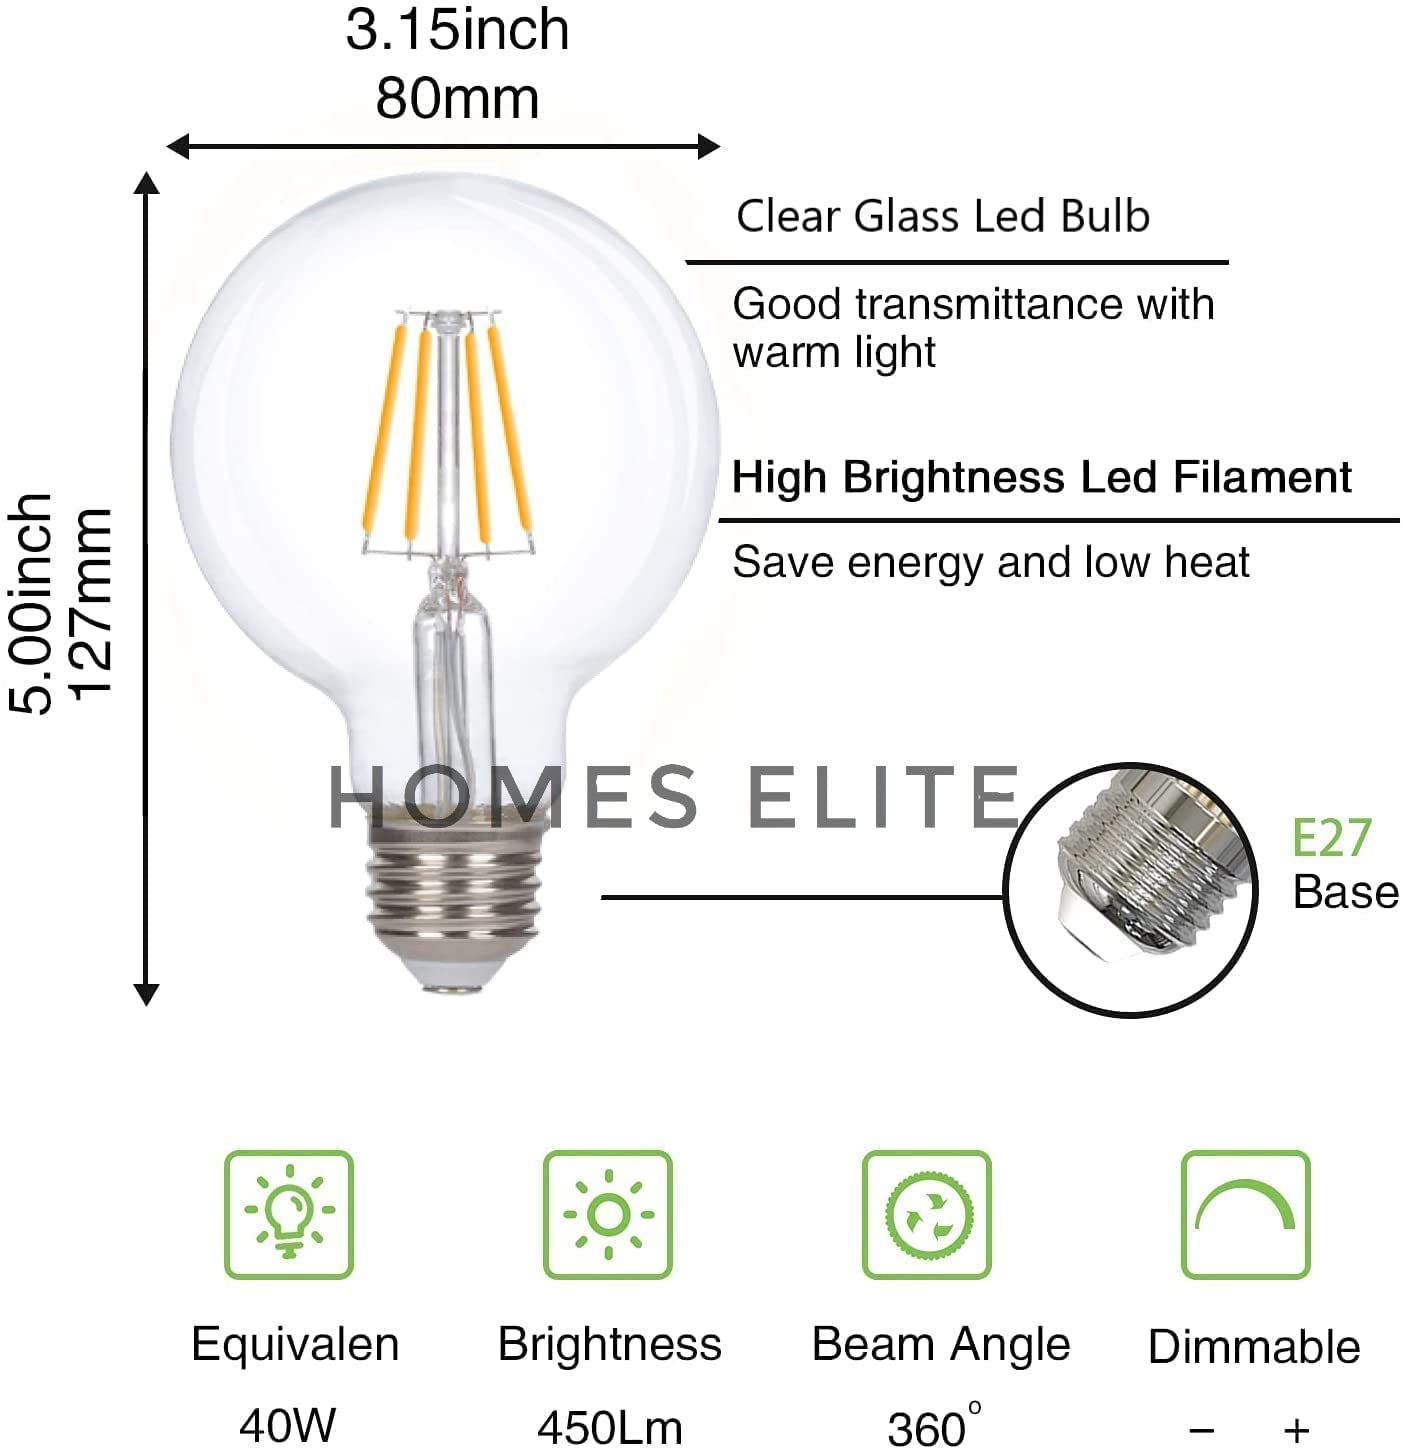 3.15inch
80mm
5.00inch
127mm
Clear Glass Led Bulb
Good transmittance with
warm light
High Brightness Led Filament
Save energy and low heat
HOMES ELITE
E27
Base
Equivalen
40W
Brightness
450Lm
Beam Angle
360°
Dimmable
− +